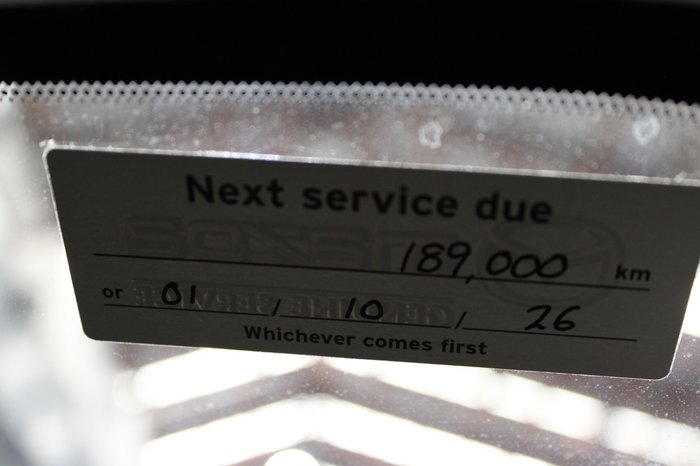 Next service due
189,000 km
or 01 / 10 / 26
Whichever comes first